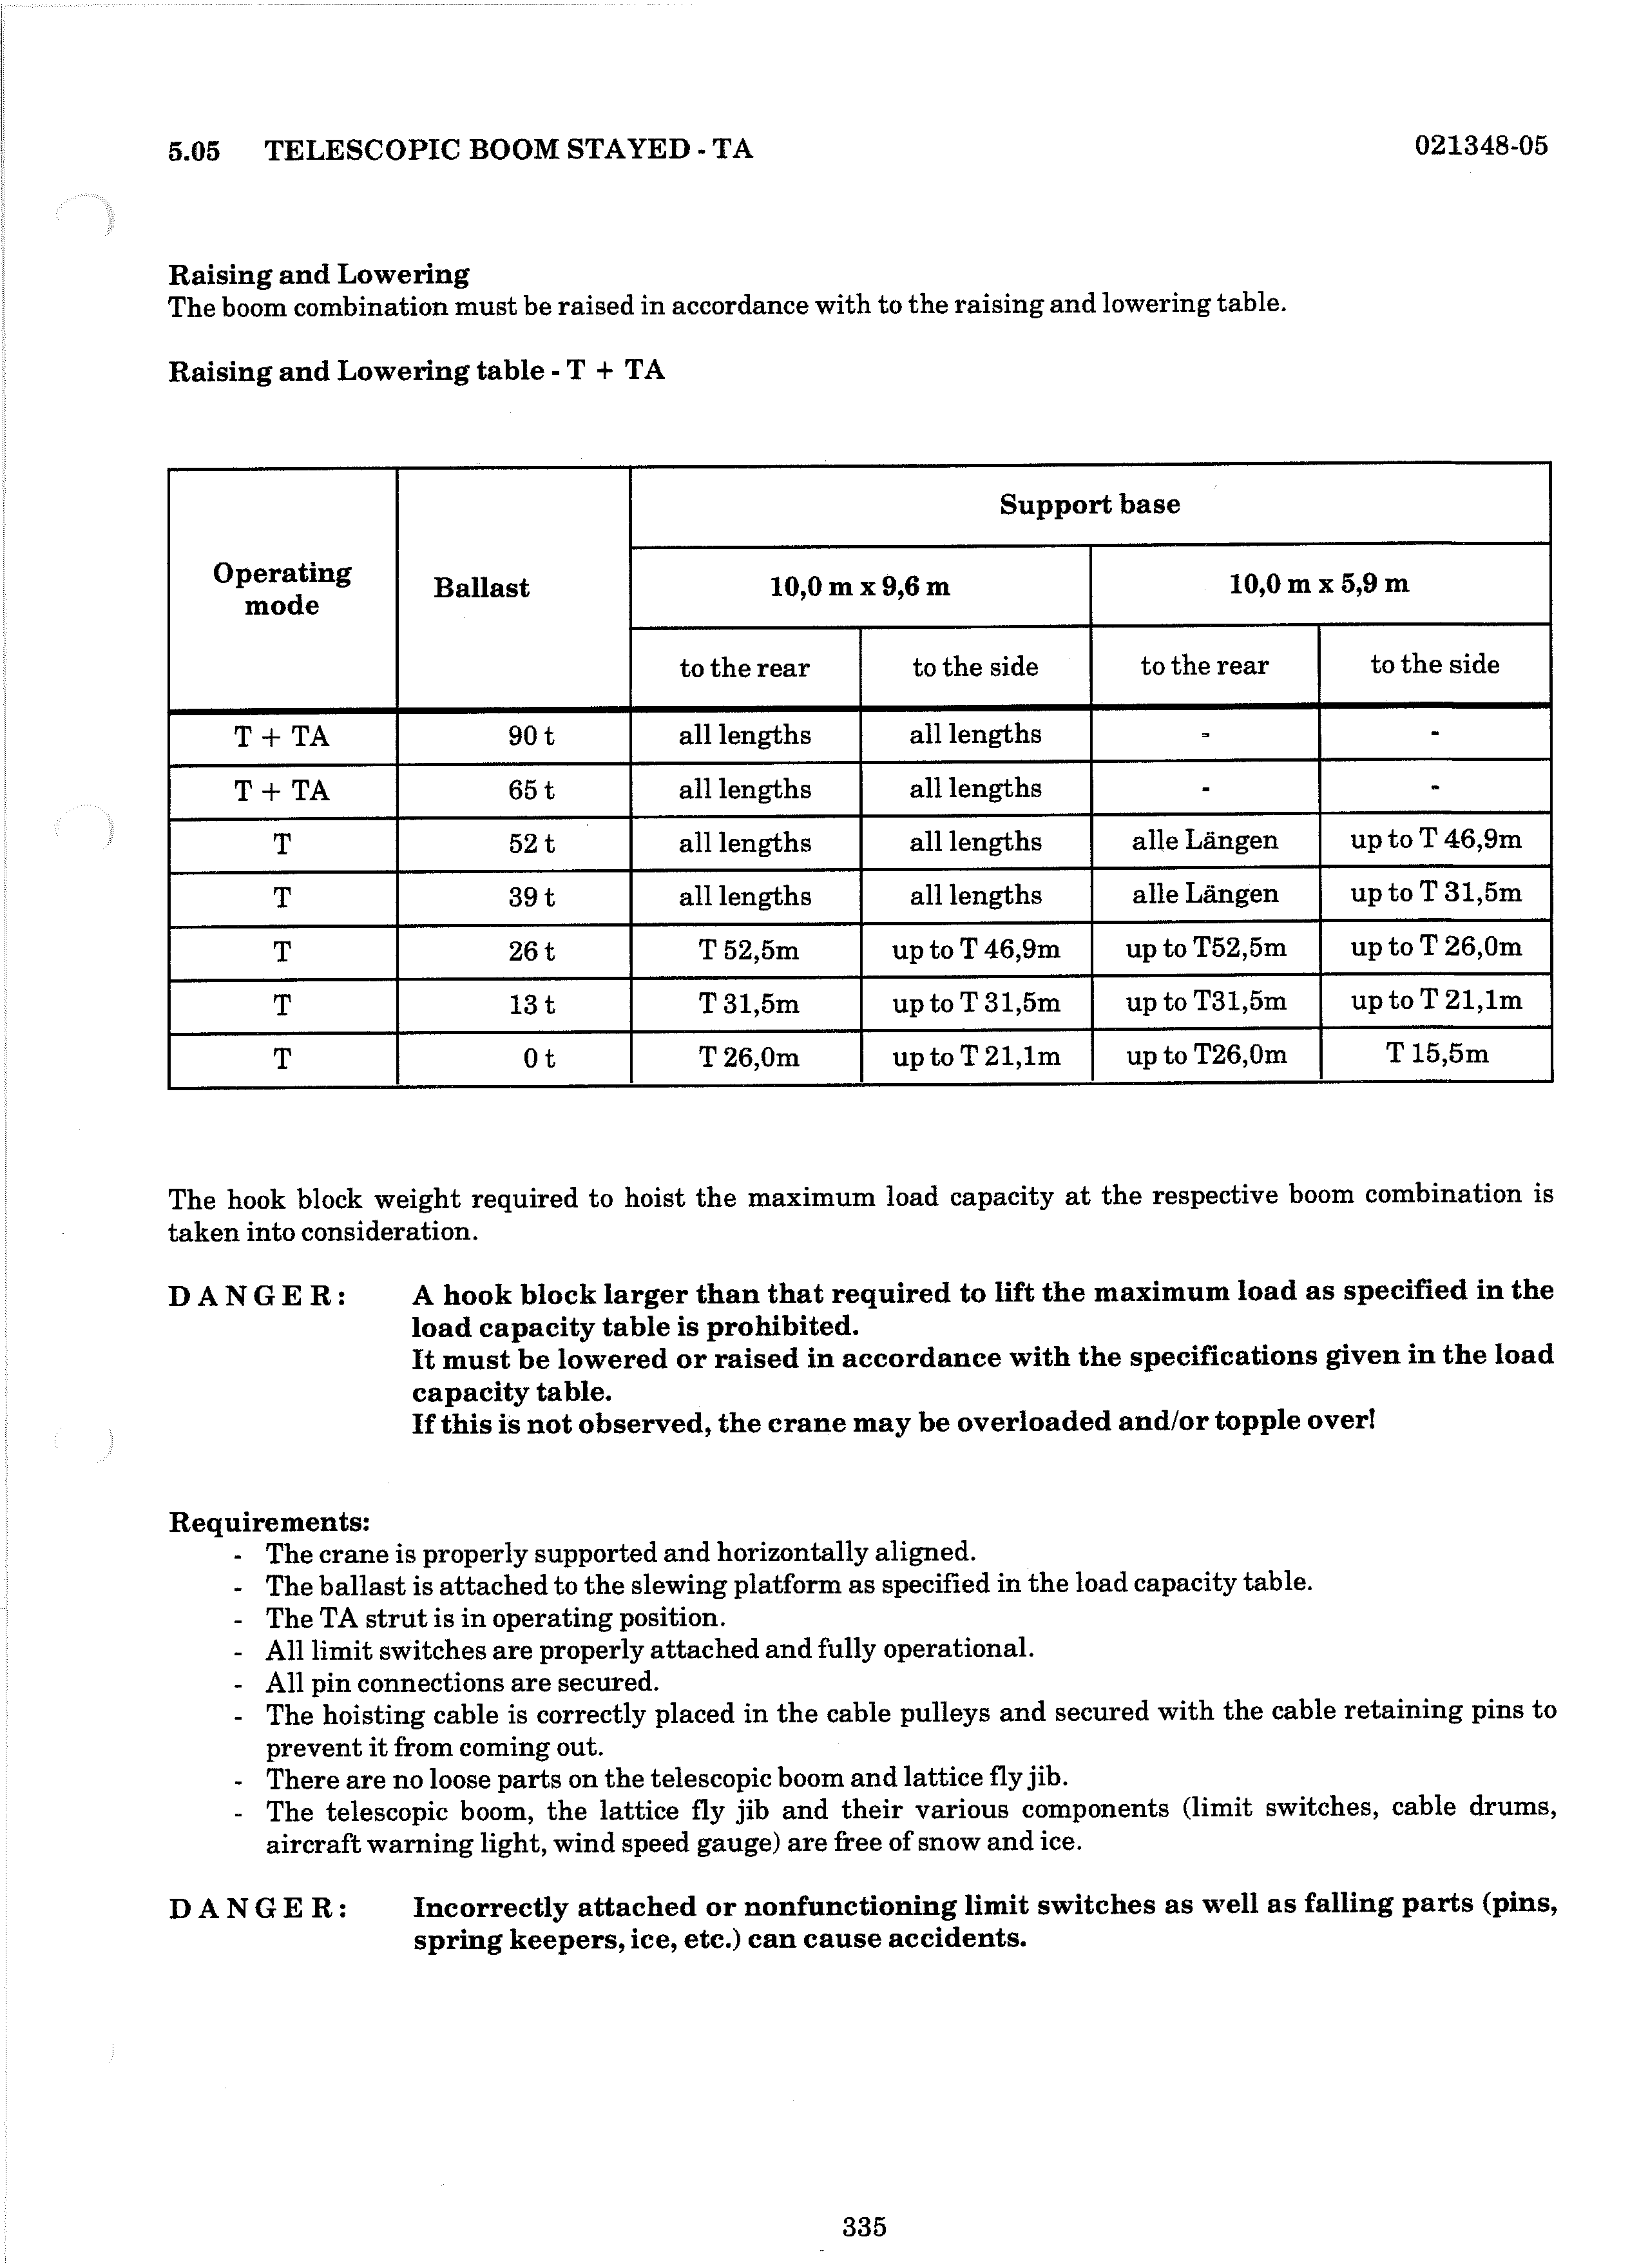 5.05 TELESCOPIC BOOM STAYED - TA 021348-05
Raising and Lowering
The boom combination must be raised in accordance with to the raising and lowering table.
Raising and Lowering table - T + TA
Support base
Operating mode Ballast 10,0 m x 9,6 m 10,0 m x 5,9 m
to the rear to the side to the rear to the side
T + TA 90 t all lengths all lengths - -
T + TA 65 t all lengths all lengths - -
T 52 t all lengths all lengths alle Längen up to T 46,9m
T 39 t all lengths all lengths alle Längen up to T 31,5m
T 26 t T 52,5m up to T 46,9m up to T52,5m up to T 26,0m
T 13 t T 31,5m up to T 31,5m up to T31,5m up to T 21,1m
T 0 t T 26,0m up to T 21,1m up to T26,0m T 15,5m
The hook block weight required to hoist the maximum load capacity at the respective boom combination is
taken into consideration.
DANGER: A hook block larger than that required to lift the maximum load as specified in the
load capacity table is prohibited.
It must be lowered or raised in accordance with the specifications given in the load
capacity table.
If this is not observed, the crane may be overloaded and/or topple over!
Requirements:
- The crane is properly supported and horizontally aligned.
- The ballast is attached to the slewing platform as specified in the load capacity table.
- The TA strut is in operating position.
- All limit switches are properly attached and fully operational.
- All pin connections are secured.
- The hoisting cable is correctly placed in the cable pulleys and secured with the cable retaining pins to
prevent it from coming out.
- There are no loose parts on the telescopic boom and lattice fly jib.
- The telescopic boom, the lattice fly jib and their various components (limit switches, cable drums,
aircraft warning light, wind speed gauge) are free of snow and ice.
DANGER: Incorrectly attached or nonfunctioning limit switches as well as falling parts (pins,
spring keepers, ice, etc.) can cause accidents.
335